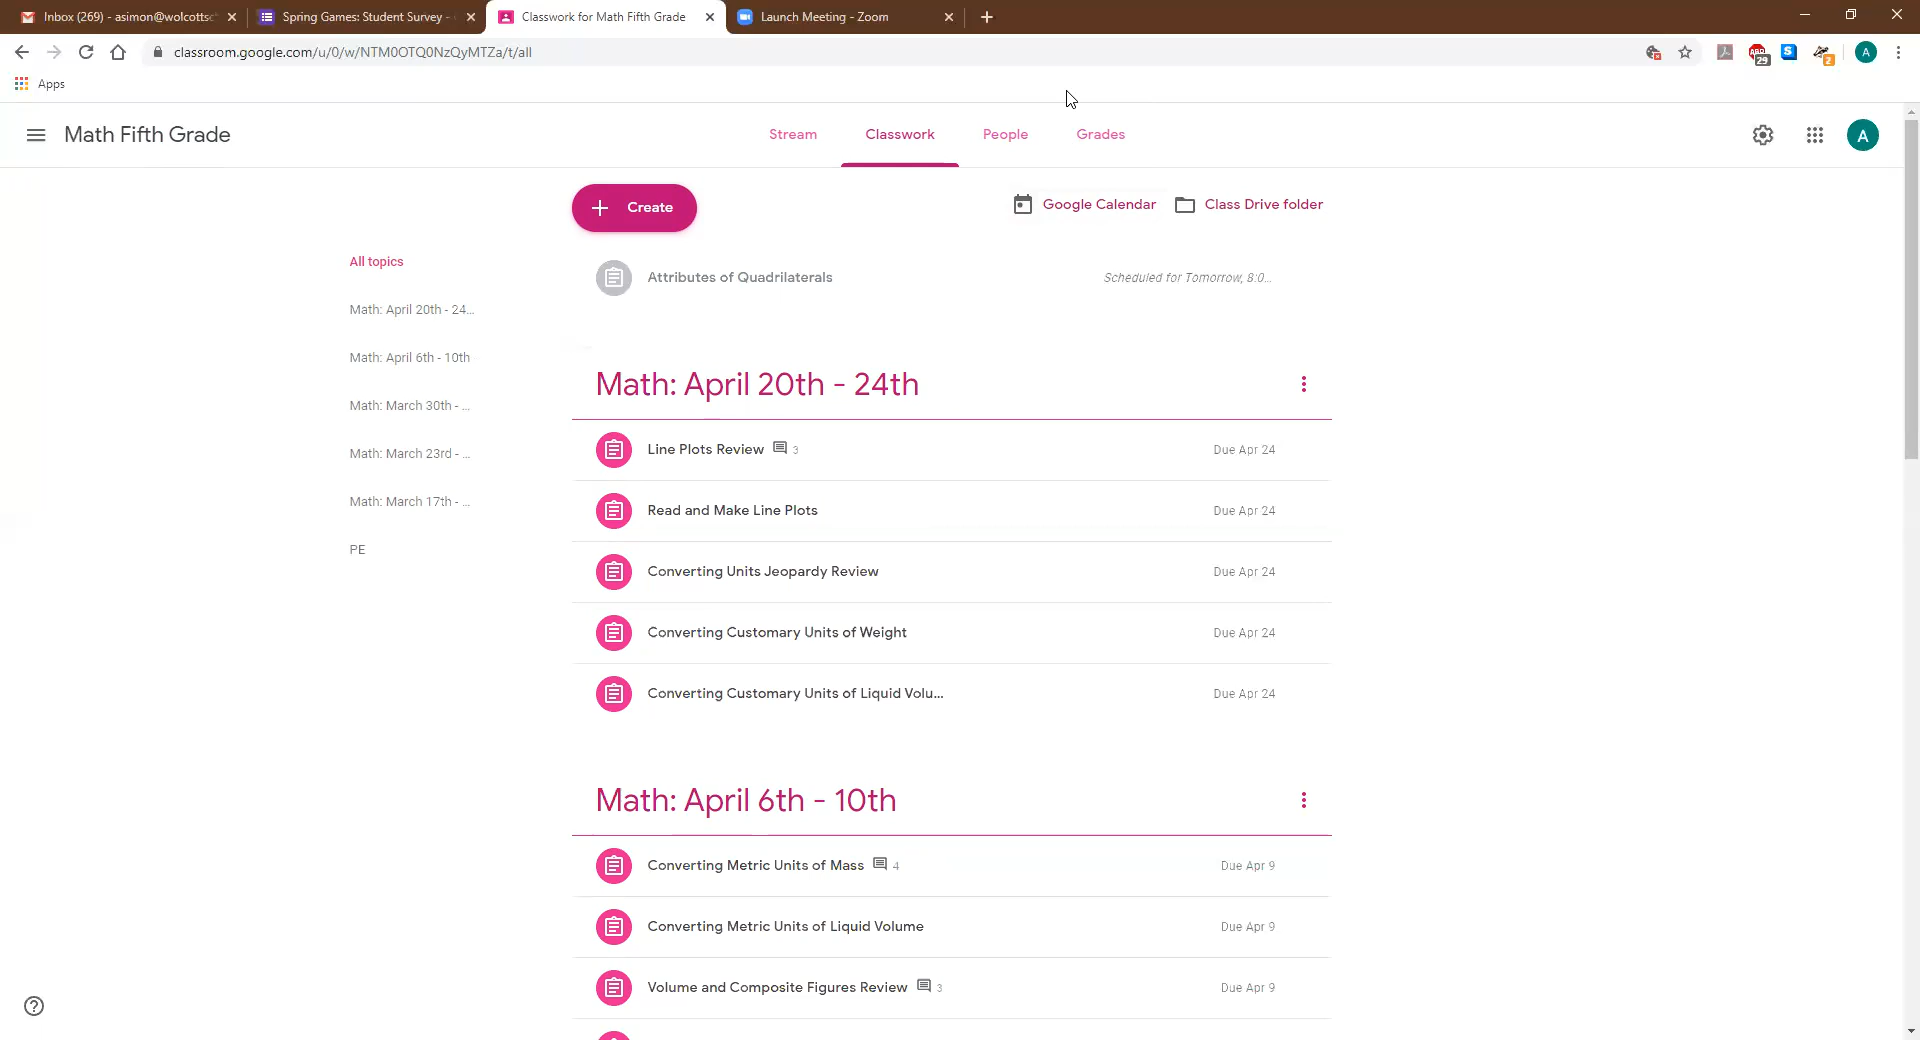 Inbox (269) - asimon@wolcottsc
Spring Games: Student Survey -
Classwork for Math Fifth Grade
Launch Meeting - Zoom
classroom.google.com/u/0/w/NTM0OTQ0NzQyMTZa/t/all
29
S
2
A
Apps
Math Fifth Grade
Stream
Classwork
People
Grades
A
Create
Google Calendar
Class Drive folder
All topics
Math: April 20th - 24...
Math: April 6th - 10th
Math: March 30th - ...
Math: March 23rd - ...
Math: March 17th - ...
PE
Attributes of Quadrilaterals
Scheduled for Tomorrow, 8:0...
Math: April 20th - 24th
Line Plots Review 3
Due Apr 24
Read and Make Line Plots
Due Apr 24
Converting Units Jeopardy Review
Due Apr 24
Converting Customary Units of Weight
Due Apr 24
Converting Customary Units of Liquid Volu...
Due Apr 24
Math: April 6th - 10th
Converting Metric Units of Mass 4
Due Apr 9
Converting Metric Units of Liquid Volume
Due Apr 9
Volume and Composite Figures Review 3
Due Apr 9